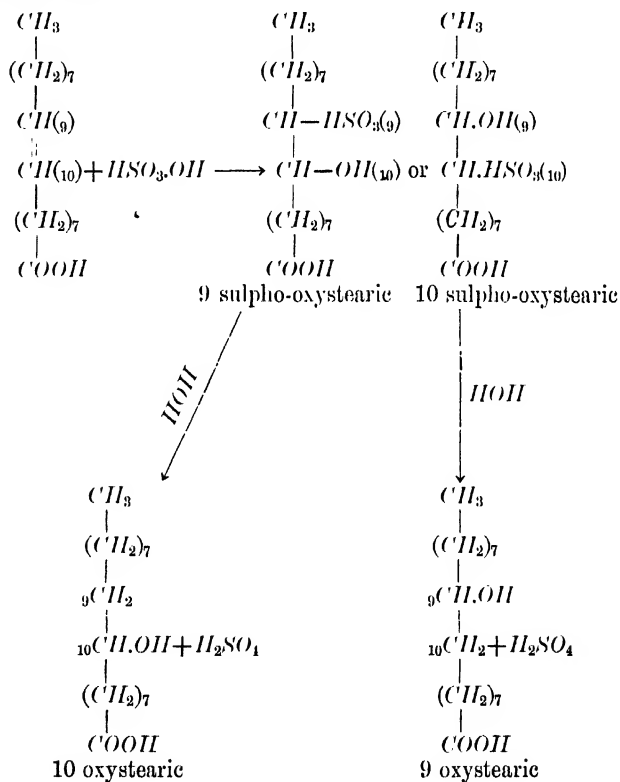 CH₃ CH₃ CH₃
(CH₂)₇ (CH₂)₇ (CH₂)₇
CH(9) CH—HSO₃(9) CH.OH(9)
CH(10)+HSO₃.OH ⟶ CH—OH(10) or CH.HSO₃(10)
(CH₂)₇ (CH₂)₇ (CH₂)₇
COOH COOH COOH
9 sulpho-oxystearic 10 sulpho-oxystearic
HOH HOH
CH₃ CH₃
(CH₂)₇ (CH₂)₇
₉CH₂ ₉CH.OH
₁₀CH.OH+H₂SO₄ ₁₀CH₂+H₂SO₄
(CH₂)₇ (CH₂)₇
COOH COOH
10 oxystearic 9 oxystearic